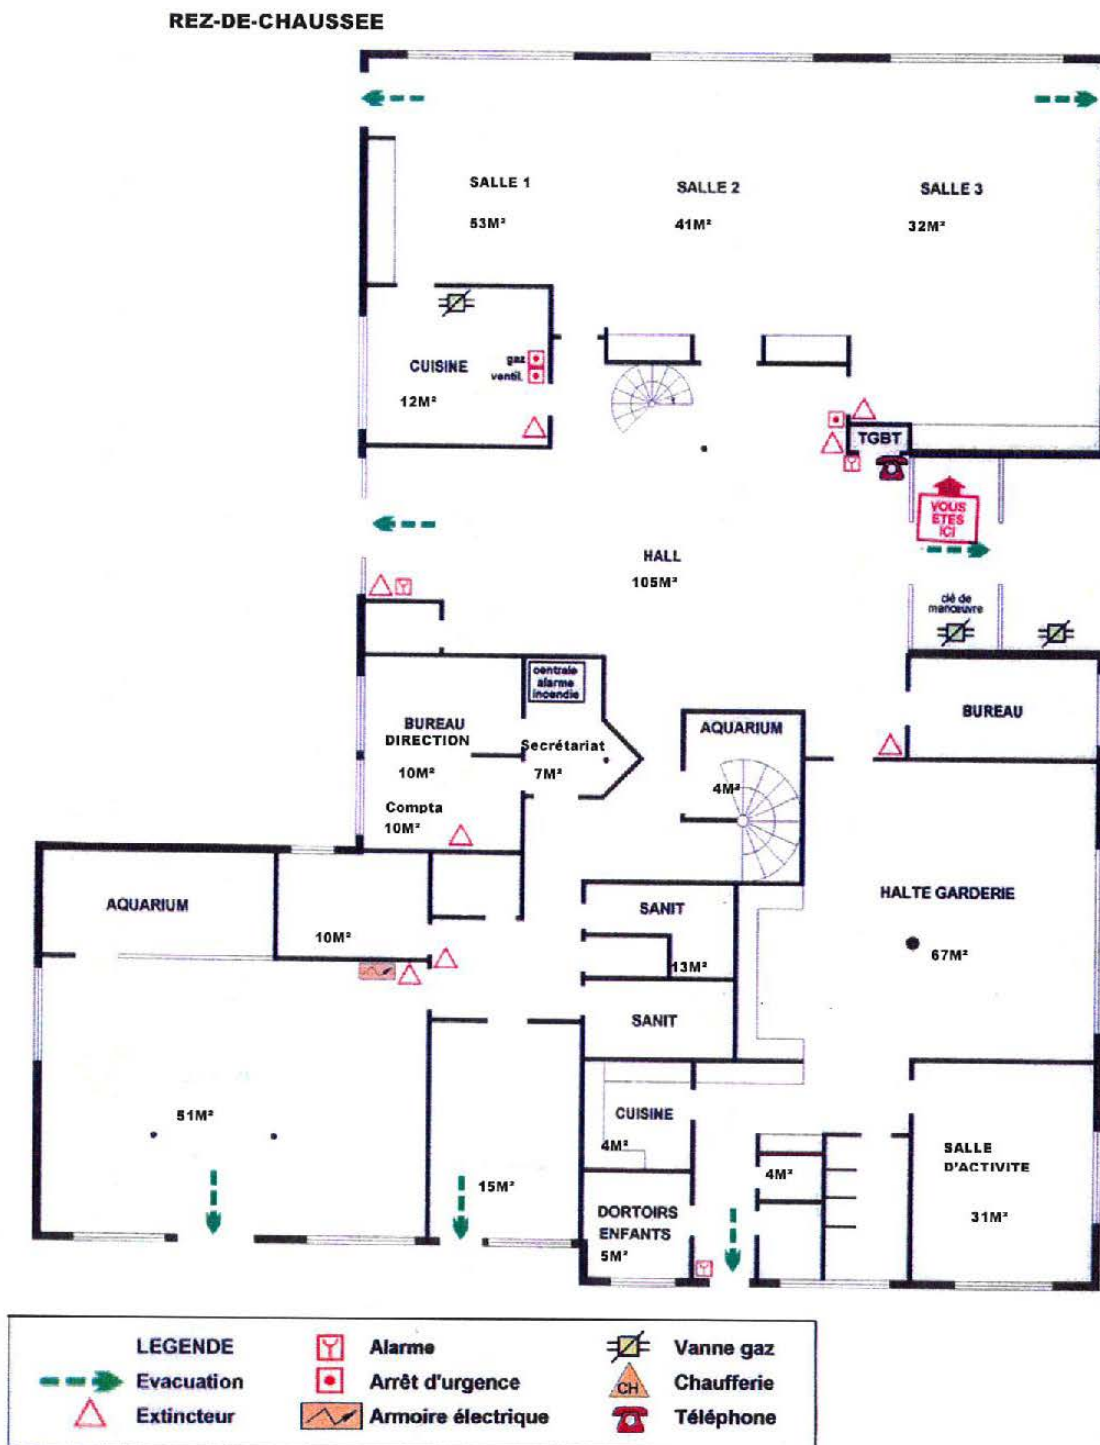 REZ-DE-CHAUSSEE
SALLE 1
53M²
SALLE 2
41M²
SALLE 3
32M²
CUISINE
12M²
gaz
ventil.
TGBT
VOUS
ETES
ICI
HALL
105M²
clé de
manœuvre
centrale
alarme
incendie
BUREAU
DIRECTION
10M²
Compta
10M²
Secrétariat
7M²
AQUARIUM
4M²
BUREAU
AQUARIUM
10M²
SANIT
13M²
SANIT
HALTE GARDERIE
67M²
51M²
15M²
CUISINE
4M²
DORTOIRS
ENFANTS
5M²
4M²
SALLE
D'ACTIVITE
31M²
LEGENDE
Evacuation
Extincteur
Alarme
Arrêt d'urgence
Armoire électrique
Vanne gaz
CH
Chaufferie
Téléphone